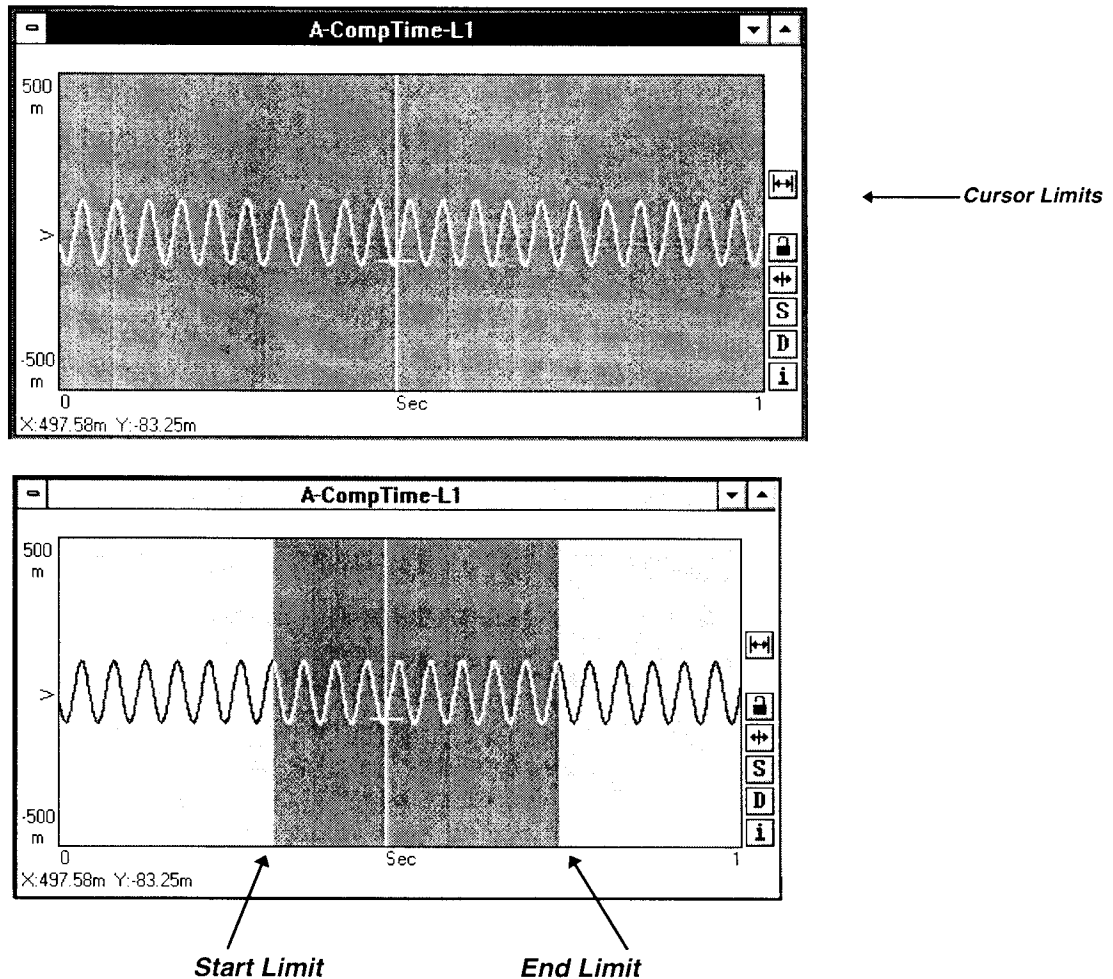 A-CompTime-L1
500
m
V
-500
m
0 Sec 1
X:497.58m Y:-83.25m
S
D
i
Cursor Limits
A-CompTime-L1
500
m
V
-500
m
0 Sec 1
X:497.58m Y:-83.25m
S
D
i
Start Limit End Limit